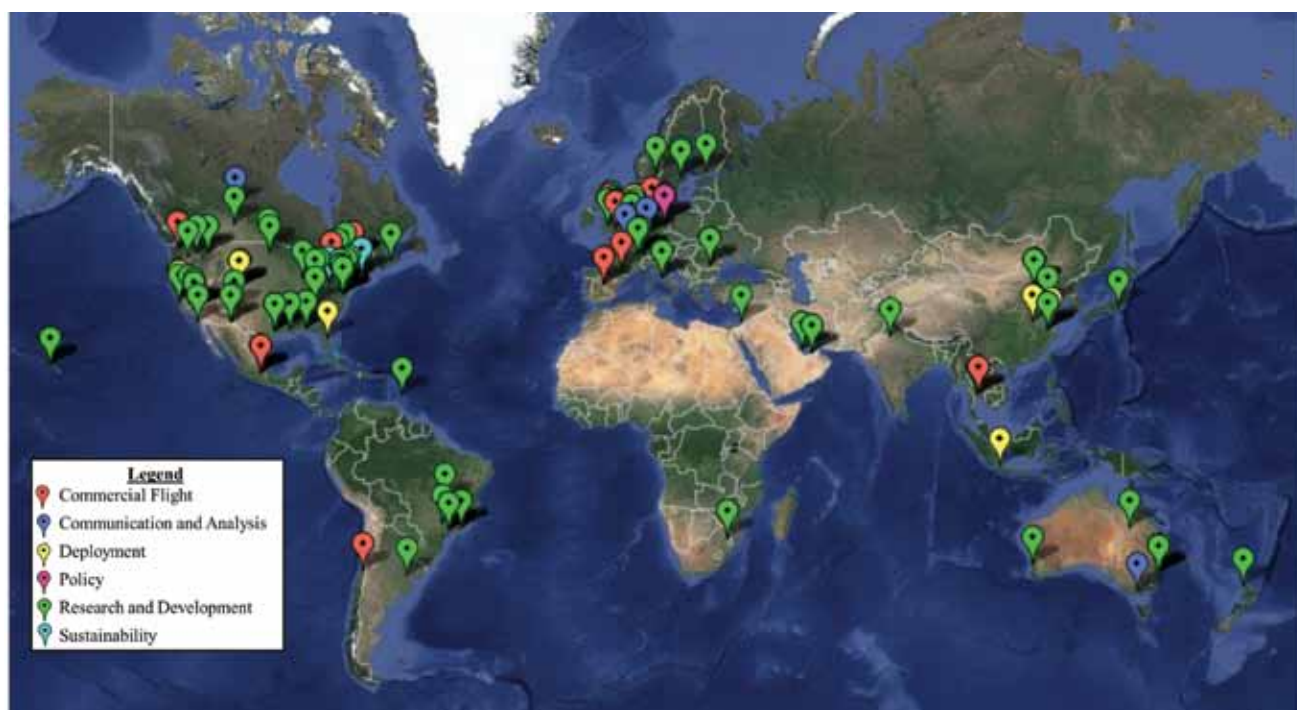 Legend
Commercial Flight
Communication and Analysis
Deployment
Policy
Research and Development
Sustainability